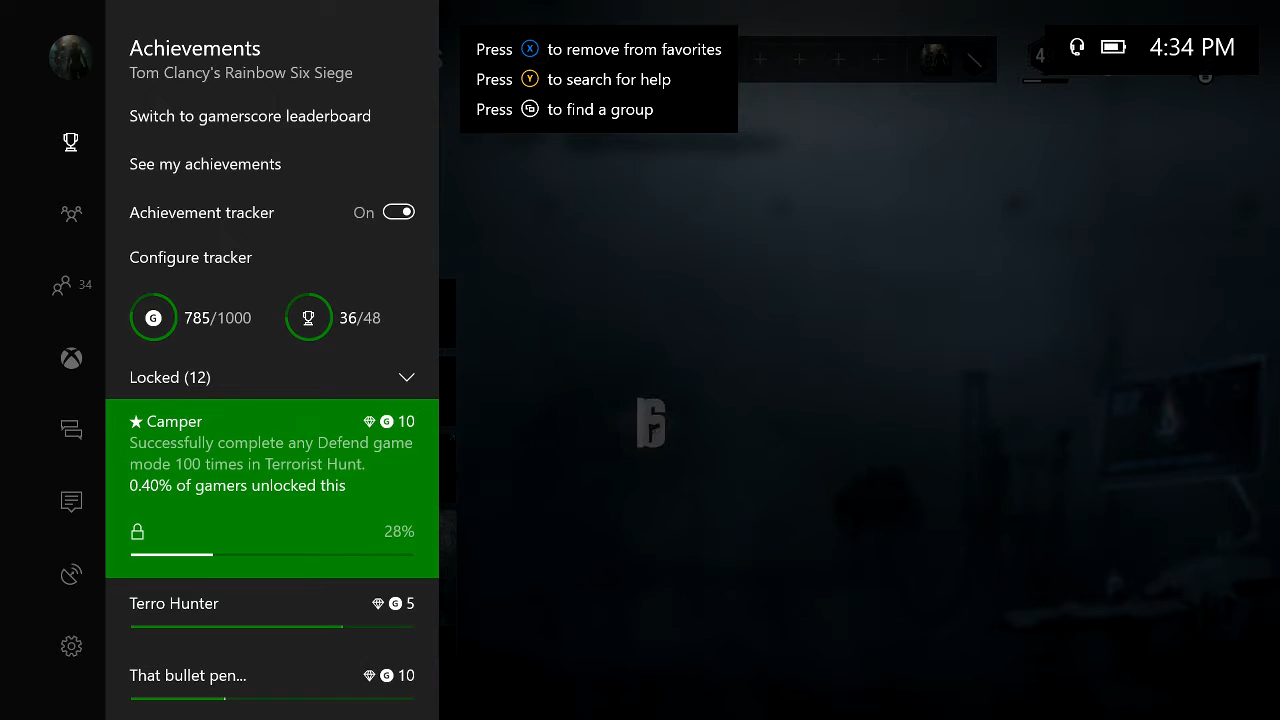 Achievements
Tom Clancy's Rainbow Six Siege
Switch to gamerscore leaderboard
See my achievements
Achievement tracker On
Configure tracker
G 785/1000 36/48
Locked (12)
★ Camper G 10
Successfully complete any Defend game
mode 100 times in Terrorist Hunt.
0.40% of gamers unlocked this
28%
Terro Hunter G 5
That bullet pen... G 10
34
Press X to remove from favorites
Press Y to search for help
Press to find a group
4
4:34 PM
6